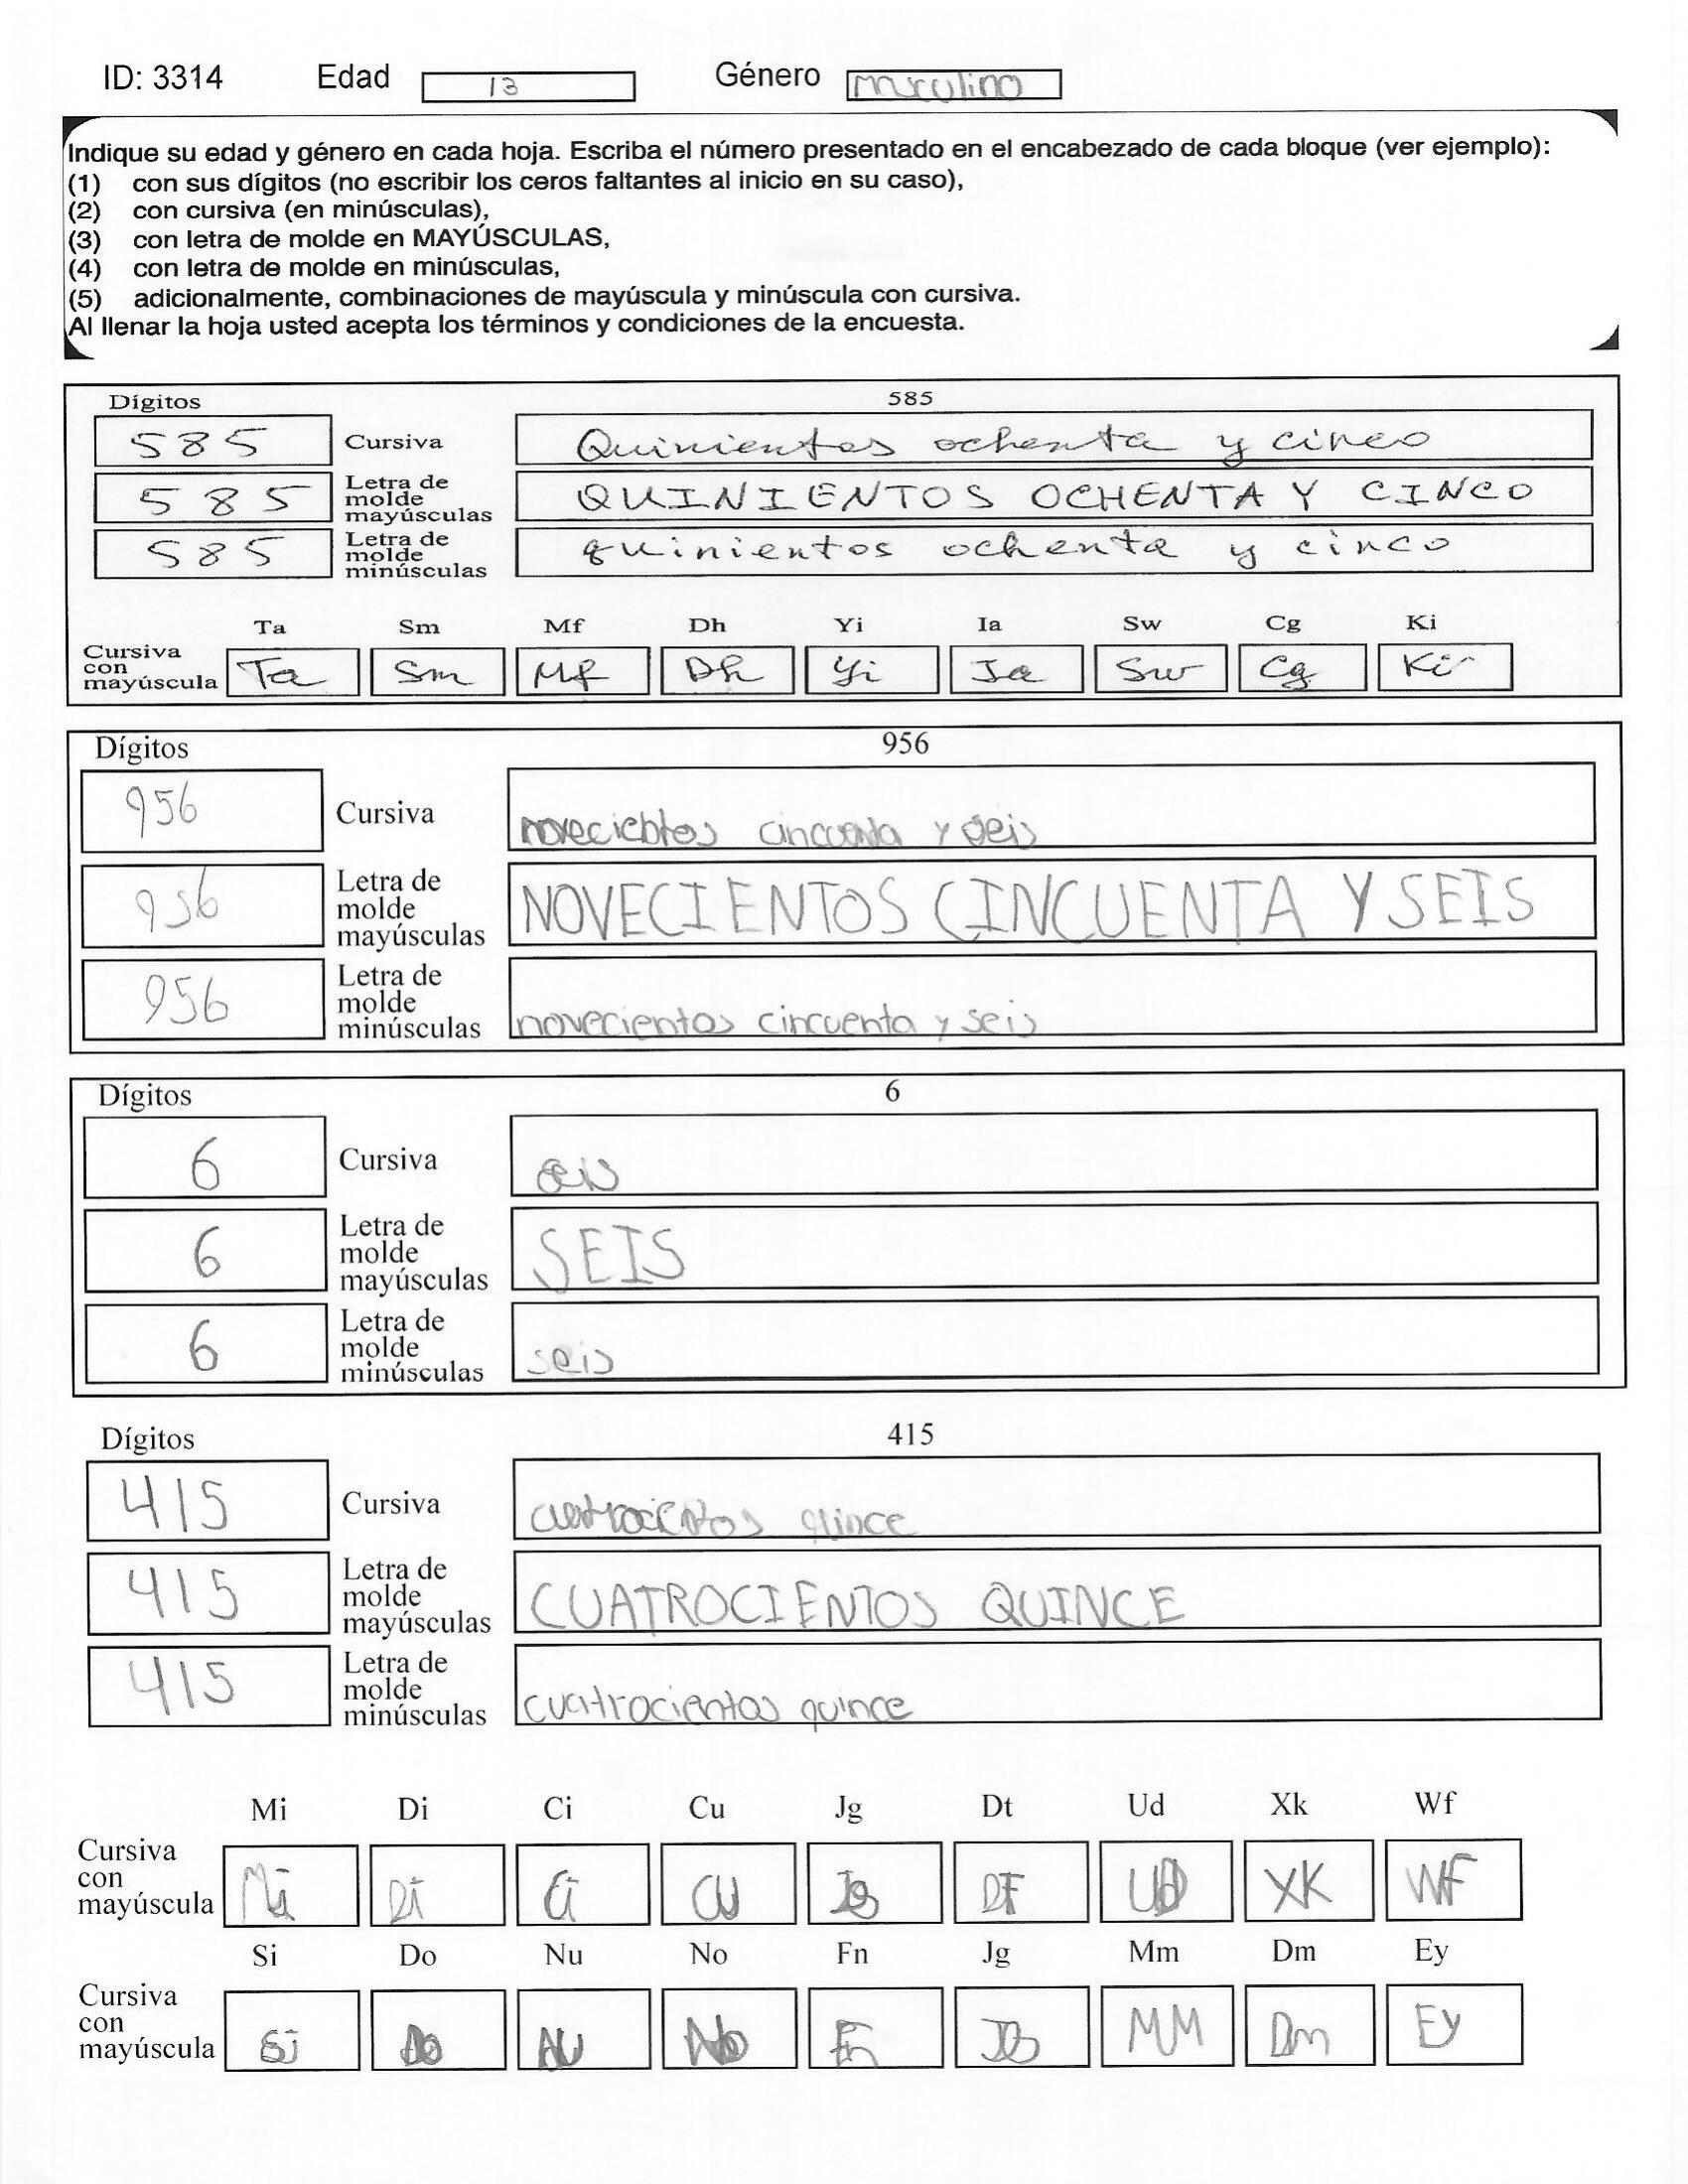 ID: 3314 Edad 13 Género
Indique su edad y género en cada hoja. Escriba el número presentado en el encabezado de cada bloque (ver ejemplo):
(1) con sus dígitos (no escribir los ceros faltantes al inicio en su caso),
(2) con cursiva (en minúsculas),
(3) con letra de molde en MAYÚSCULAS,
(4) con letra de molde en minúsculas,
(5) adicionalmente, combinaciones de mayúscula y minúscula con cursiva.
Al llenar la hoja usted acepta los términos y condiciones de la encuesta.
Dígitos 585
585 Cursiva Quinientos ochenta y cinco
585 Letra de molde mayúsculas QUINIENTOS OCHENTA Y CINCO
585 Letra de molde minúsculas quinientos ochenta y cinco
Ta Sm Mf Dh Yi Ia Sw Cg Ki
Cursiva con mayúscula Ta Sm Mf Dh Yi Ia Sw Cg Ki
Dígitos 956
956 Cursiva noveciebtos cincuenta y seis
956 Letra de molde mayúsculas NOVECIENTOS CINCUENTA Y SEIS
956 Letra de molde minúsculas novecientos cincuenta y seis
Dígitos 6
6 Cursiva seis
6 Letra de molde mayúsculas SEIS
6 Letra de molde minúsculas seis
Dígitos 415
415 Cursiva cuatrocientos quince
415 Letra de molde mayúsculas CUATROCIENTOS QUINCE
415 Letra de molde minúsculas cuatrocientos quince
Mi Di Ci Cu Jg Dt Ud Xk Wf
Cursiva con mayúscula Mi Di Ci CU Jg DF UD XK WF
Si Do Nu No Fn Jg Mm Dm Ey
Cursiva con mayúscula Si Do NU No Fn Jg MM Dm Ey